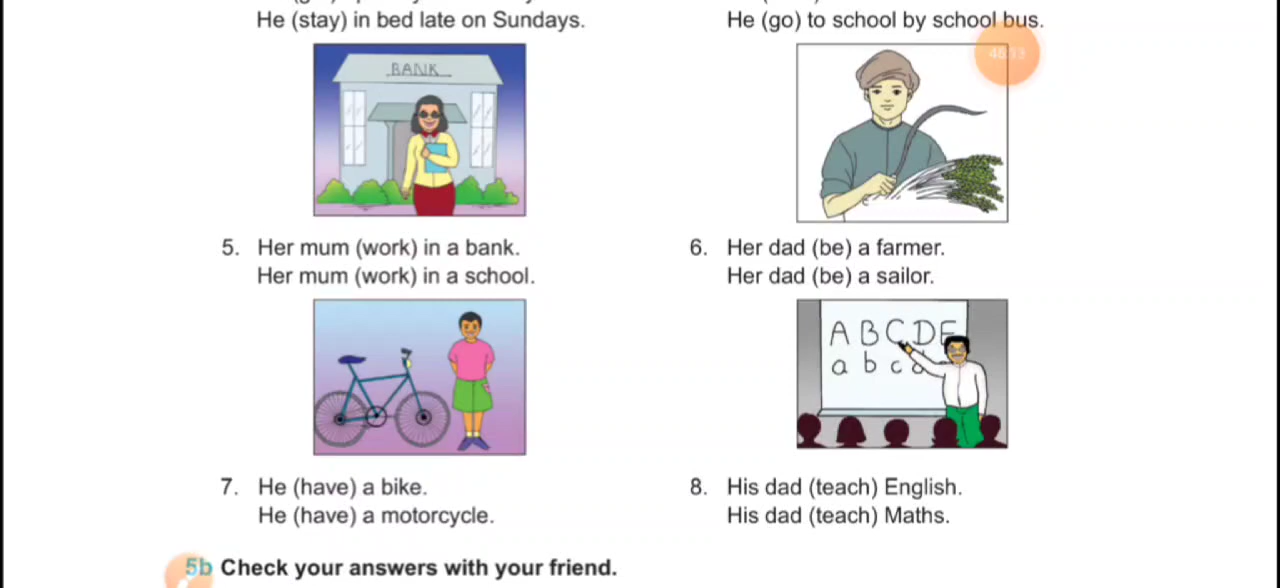 He (stay) in bed late on Sundays.
He (go) to school by school bus.
46:13
BANK
5. Her mum (work) in a bank.
Her mum (work) in a school.
6. Her dad (be) a farmer.
Her dad (be) a sailor.
A B C D E
a b c d
7. He (have) a bike.
He (have) a motorcycle.
8. His dad (teach) English.
His dad (teach) Maths.
5b Check your answers with your friend.